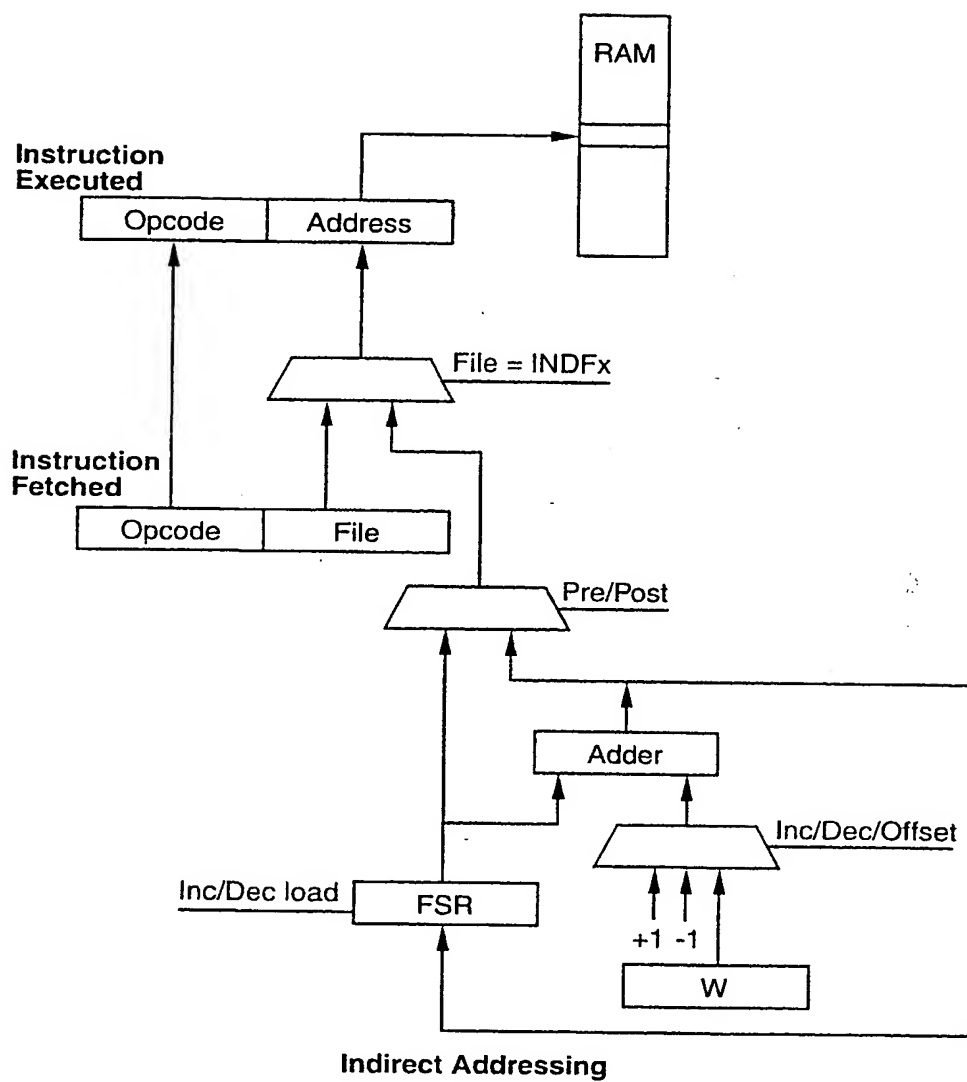 RAM
Instruction
Executed
Opcode Address
File = INDFx
Instruction
Fetched
Opcode File
Pre/Post
Adder
Inc/Dec/Offset
Inc/Dec load
FSR
+1 -1
W
Indirect Addressing